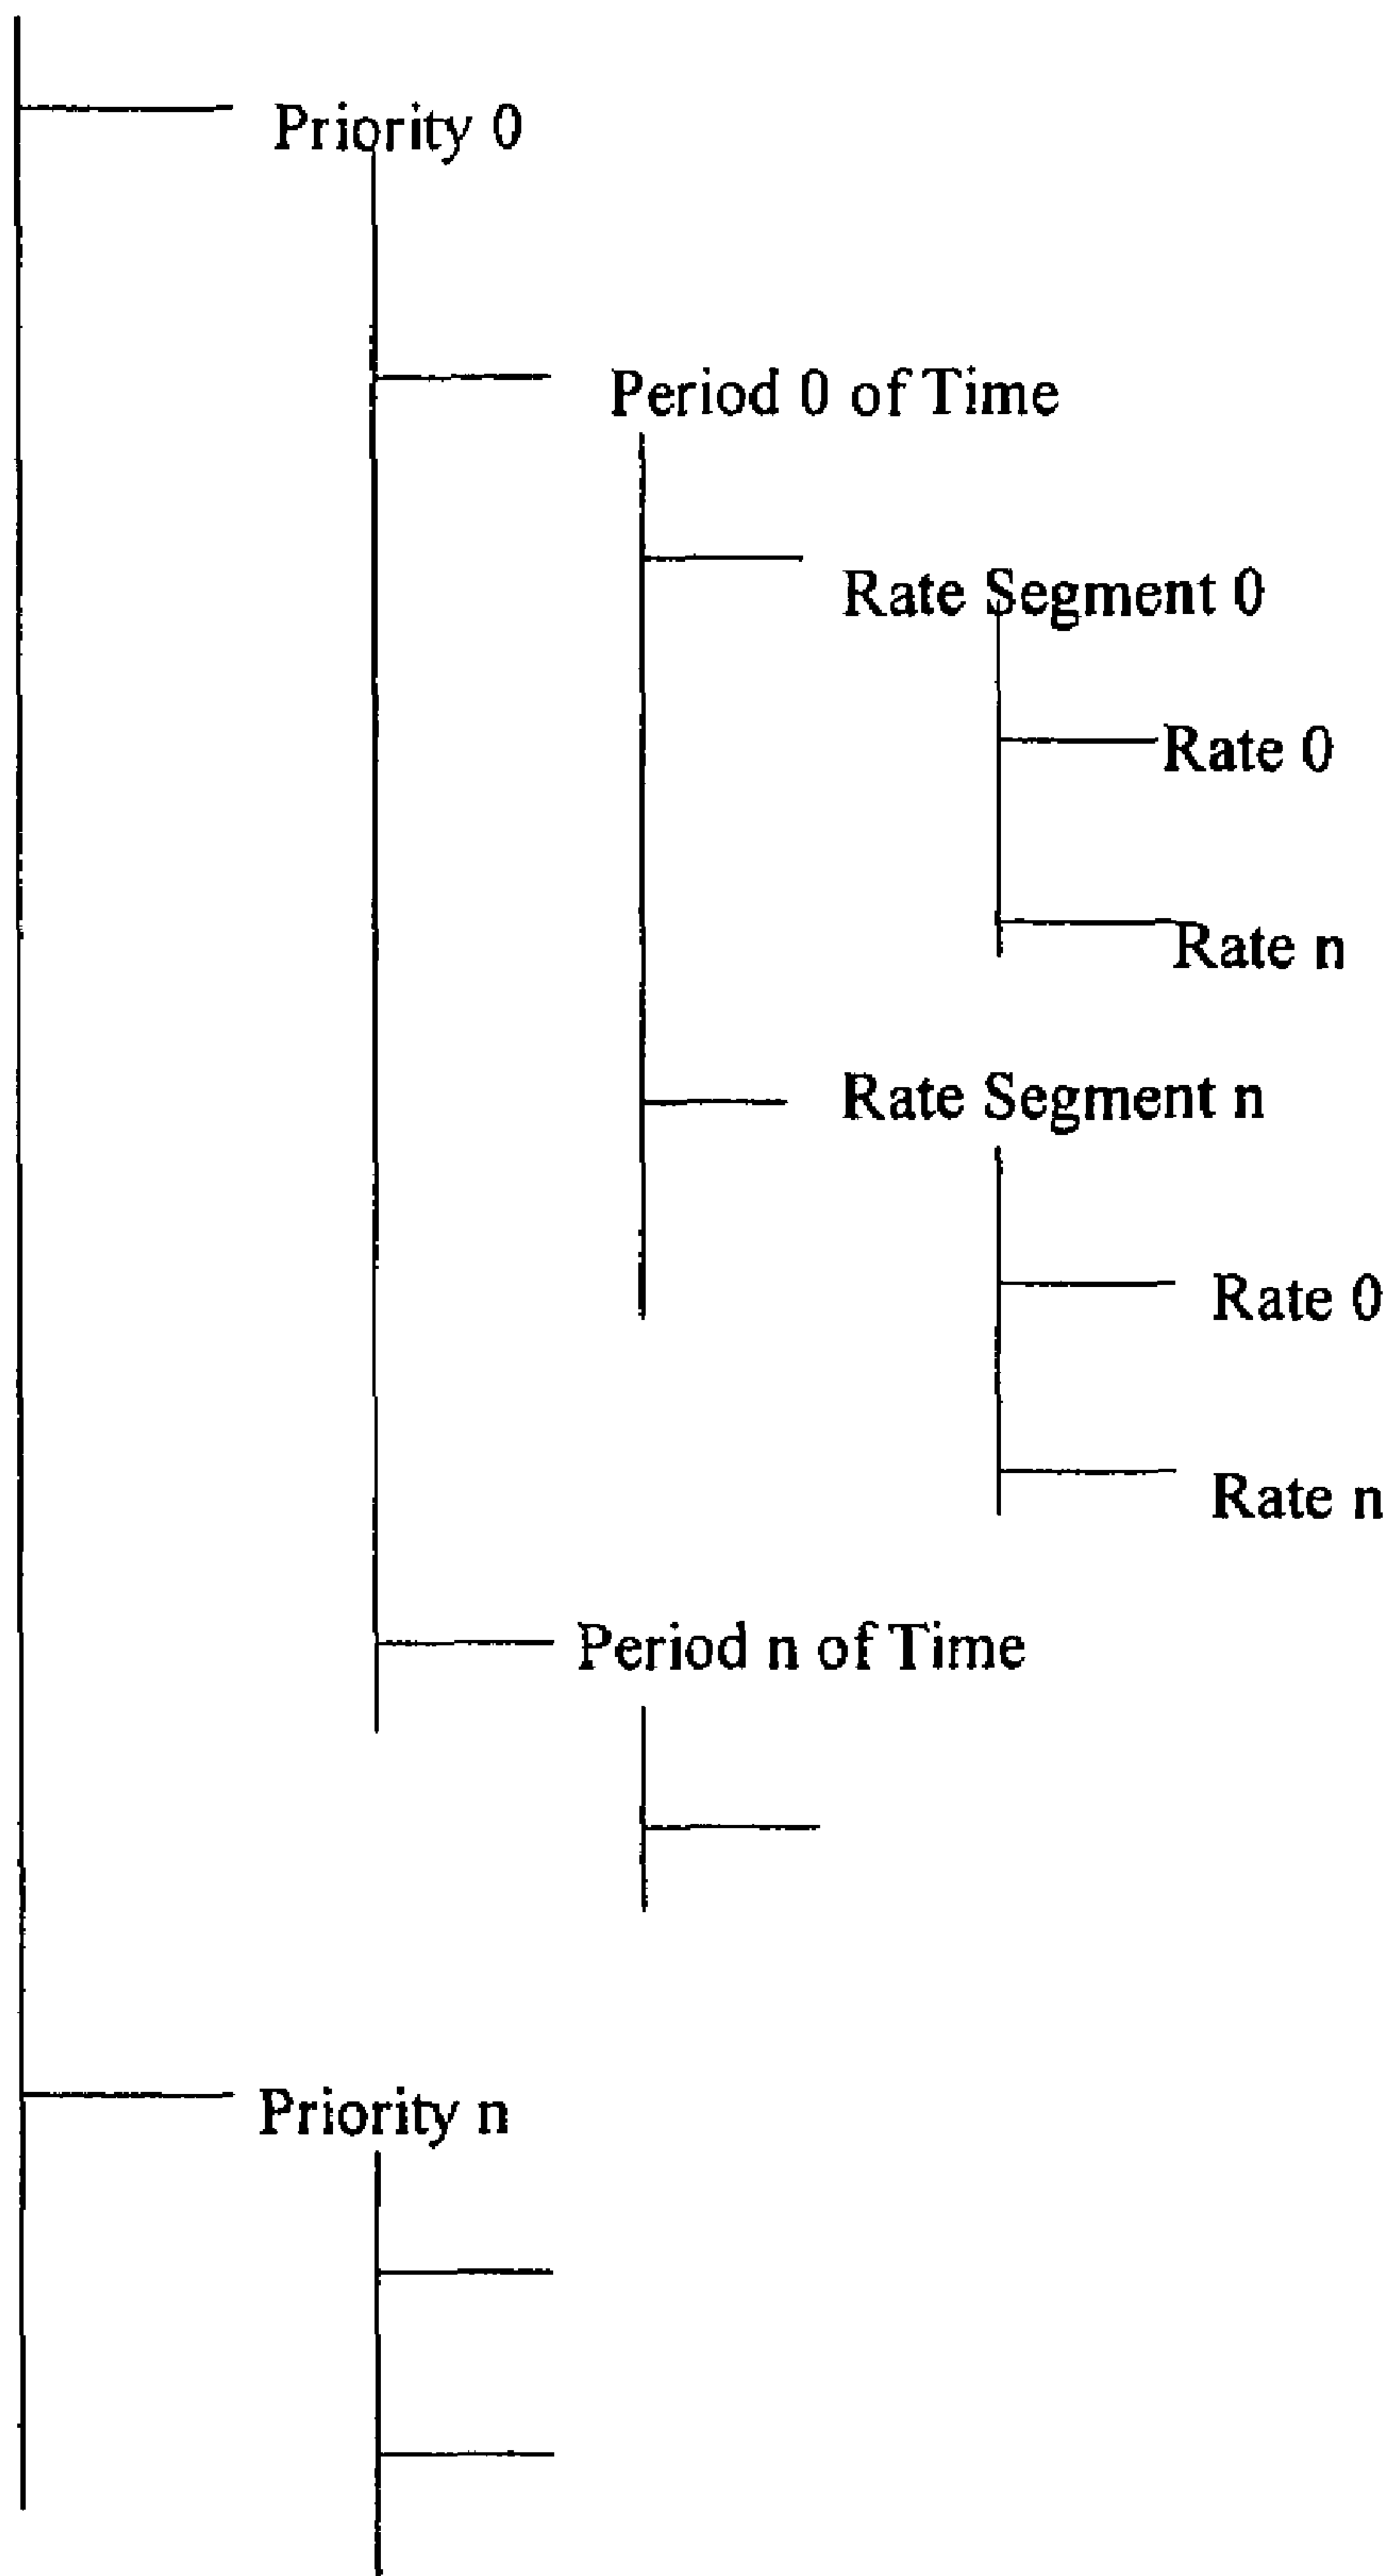 Priority 0
Period 0 of Time
Rate Segment 0
Rate 0
Rate n
Rate Segment n
Rate 0
Rate n
Period n of Time
Priority n